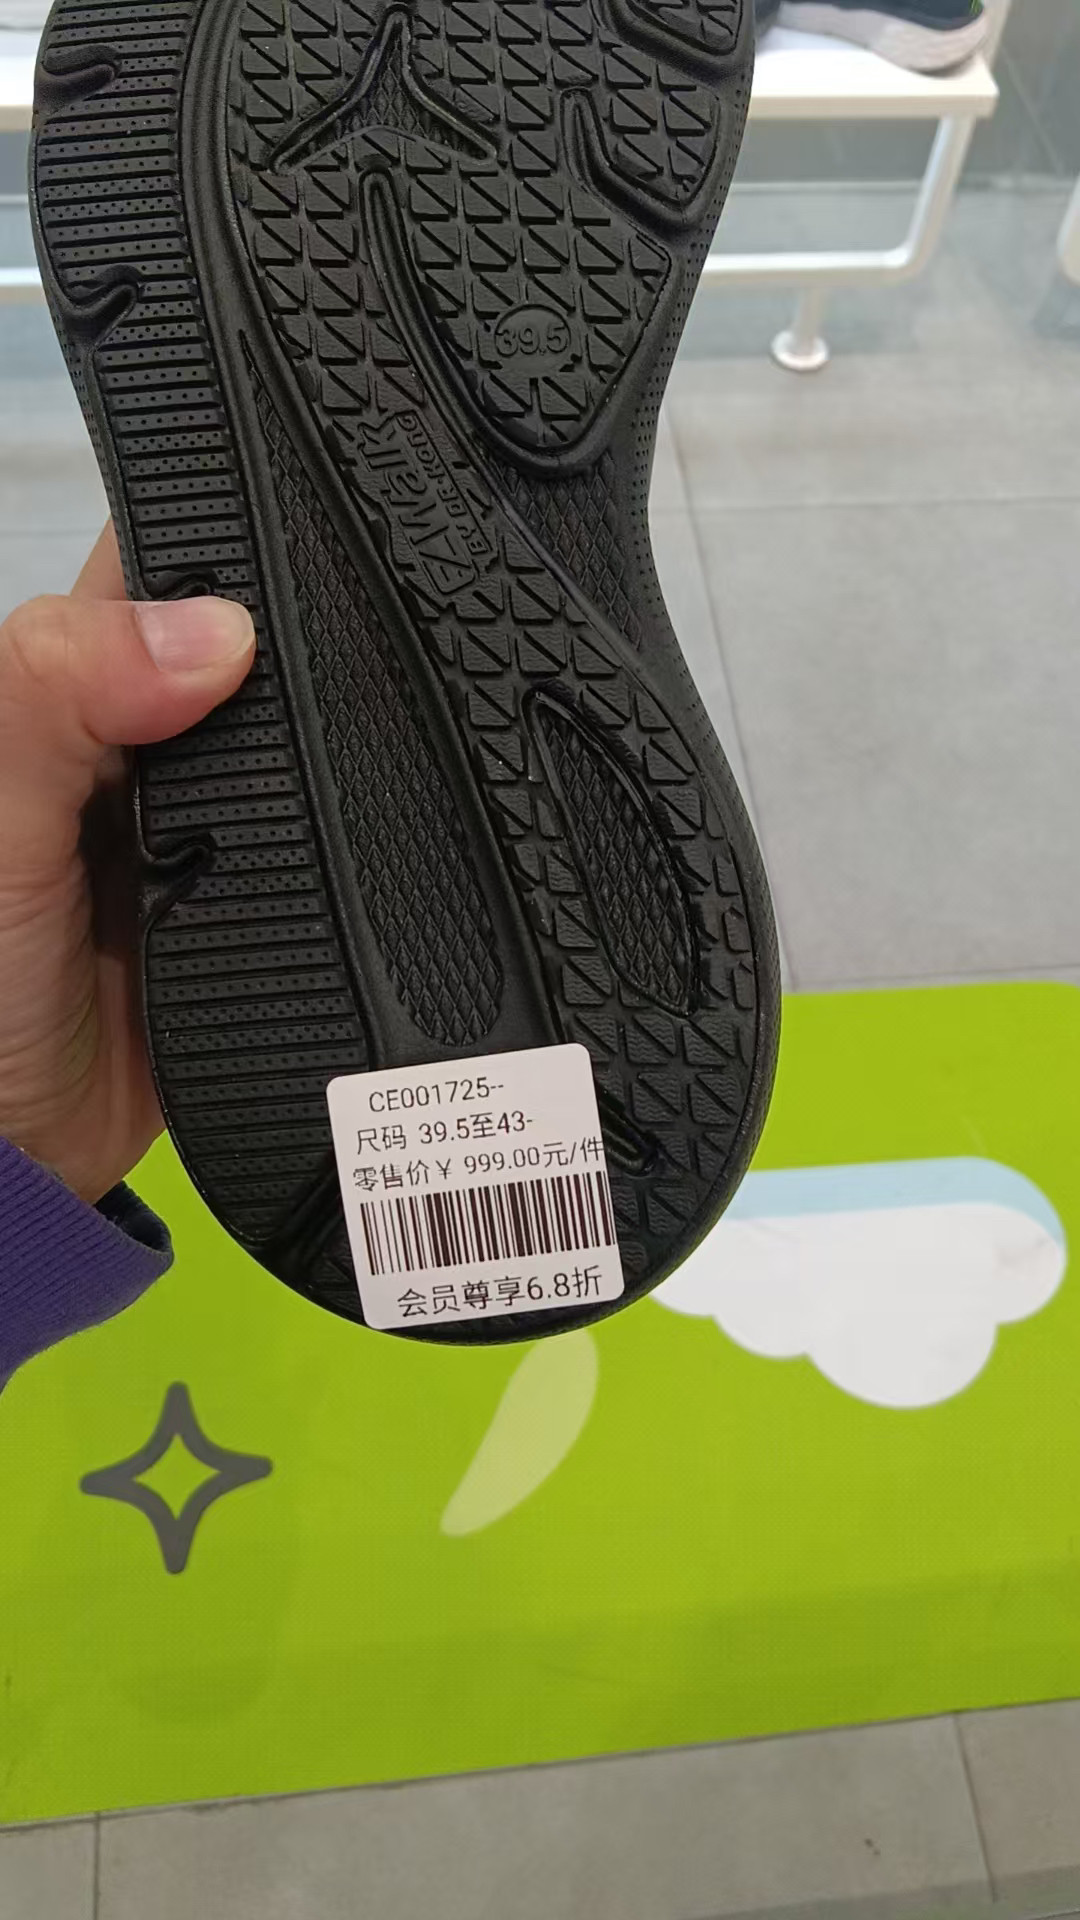 39.5
EZWalk
BY DR·KONG
CE001725--
尺码 39.5至43-
零售价￥ 999.00元/件
会员尊享6.8折